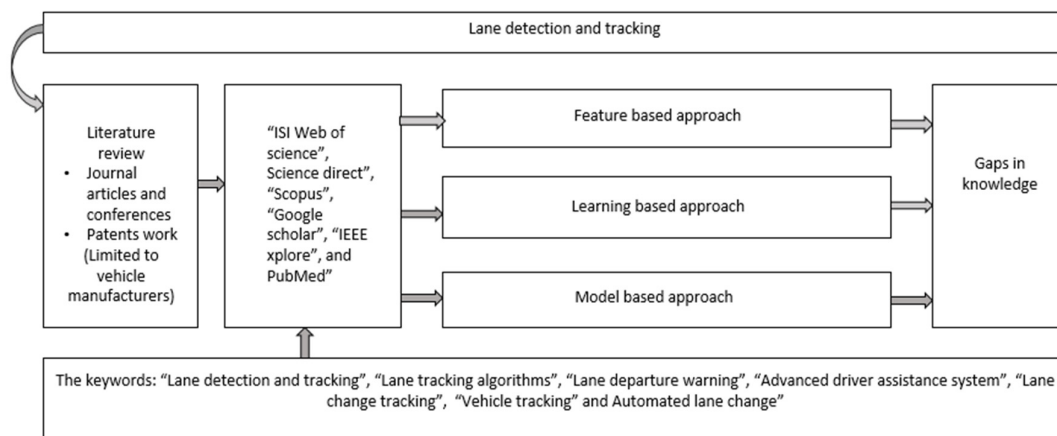 Lane detection and tracking
Literature
review
• Journal
articles and
conferences
• Patents work
(Limited to
vehicle
manufacturers)
“ISI Web of
science”,
Science direct”,
“Scopus”,
“Google
scholar”, “IEEE
xplore”, and
PubMed”
Feature based approach
Learning based approach
Model based approach
Gaps in
knowledge
The keywords: “Lane detection and tracking”, “Lane tracking algorithms”, “Lane departure warning”, “Advanced driver assistance system”, “Lane
change tracking”, “Vehicle tracking” and Automated lane change”